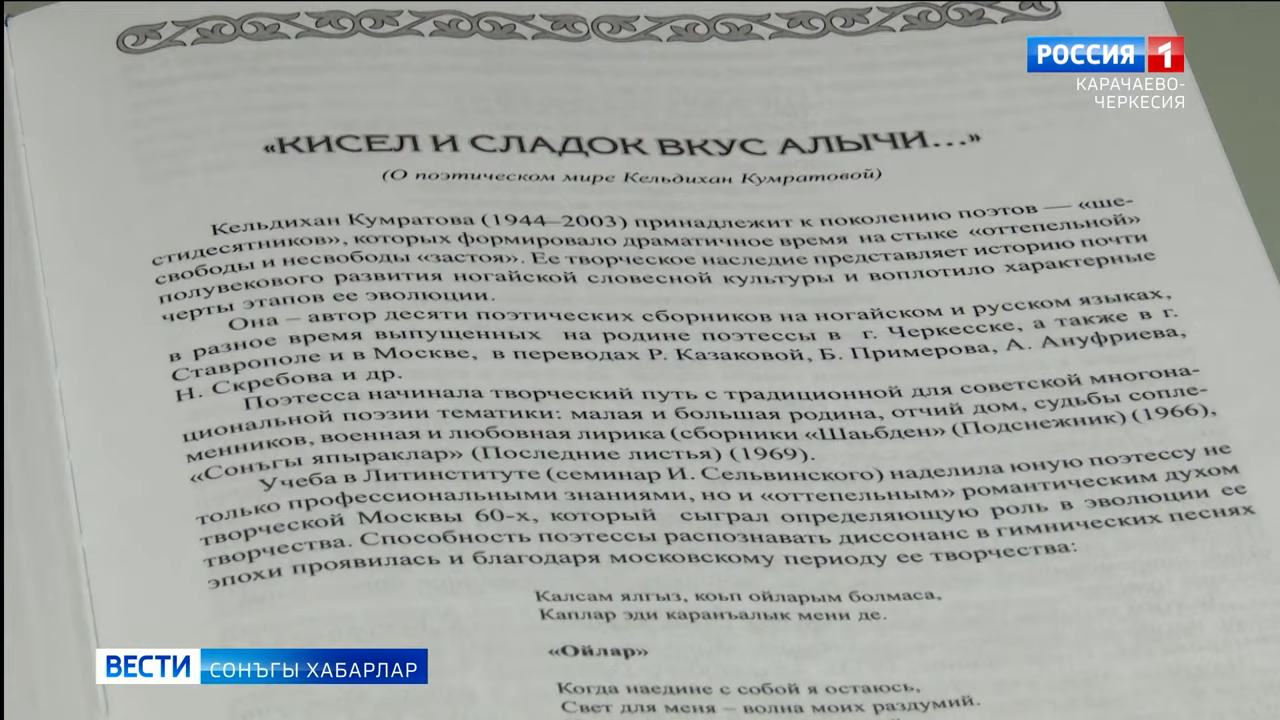 РОССИЯ 1
КАРАЧАЕВО-
ЧЕРКЕСИЯ
«КИСЕЛ И СЛАДОК ВКУС АЛЫЧИ...»
(О поэтическом мире Кельдихан Кумратовой)
Кельдихан Кумратова (1944–2003) принадлежит к поколению поэтов — «ше-
стидесятников», которых формировало драматичное время на стыке «оттепельной»
свободы и несвободы «застоя». Ее творческое наследие представляет историю почти
полувекового развития ногайской словесной культуры и воплотило характерные
черты этапов ее эволюции.
Она – автор десяти поэтических сборников на ногайском и русском языках,
в разное время выпущенных на родине поэтессы в г. Черкесске, а также в г.
Ставрополе и в Москве, в переводах Р. Казаковой, Б. Примерова, А. Ануфриева,
Н. Скребова и др.
Поэтесса начинала творческий путь с традиционной для советской многона-
циональной поэзии тематики: малая и большая родина, отчий дом, судьбы сопле-
менников, военная и любовная лирика (сборники «Шаьбден» (Подснежник) (1966),
«Сонъгы япыраклар» (Последние листья) (1969).
Учеба в Литинституте (семинар И. Сельвинского) наделила юную поэтессу не
только профессиональными знаниями, но и «оттепельным» романтическим духом
творческой Москвы 60-х, который сыграл определяющую роль в эволюции ее
творчества. Способность поэтессы распознавать диссонанс в гимнических песнях
эпохи проявилась и благодаря московскому периоду ее творчества:
Калсам ялгыз, коьп ойларым болмаса,
Каплар эди каранъалык мени де.
«Ойлар»
Когда наедине с собой я остаюсь,
Свет для меня – волна моих раздумий.
ВЕСТИ СОНЪГЫ ХАБАРЛАР